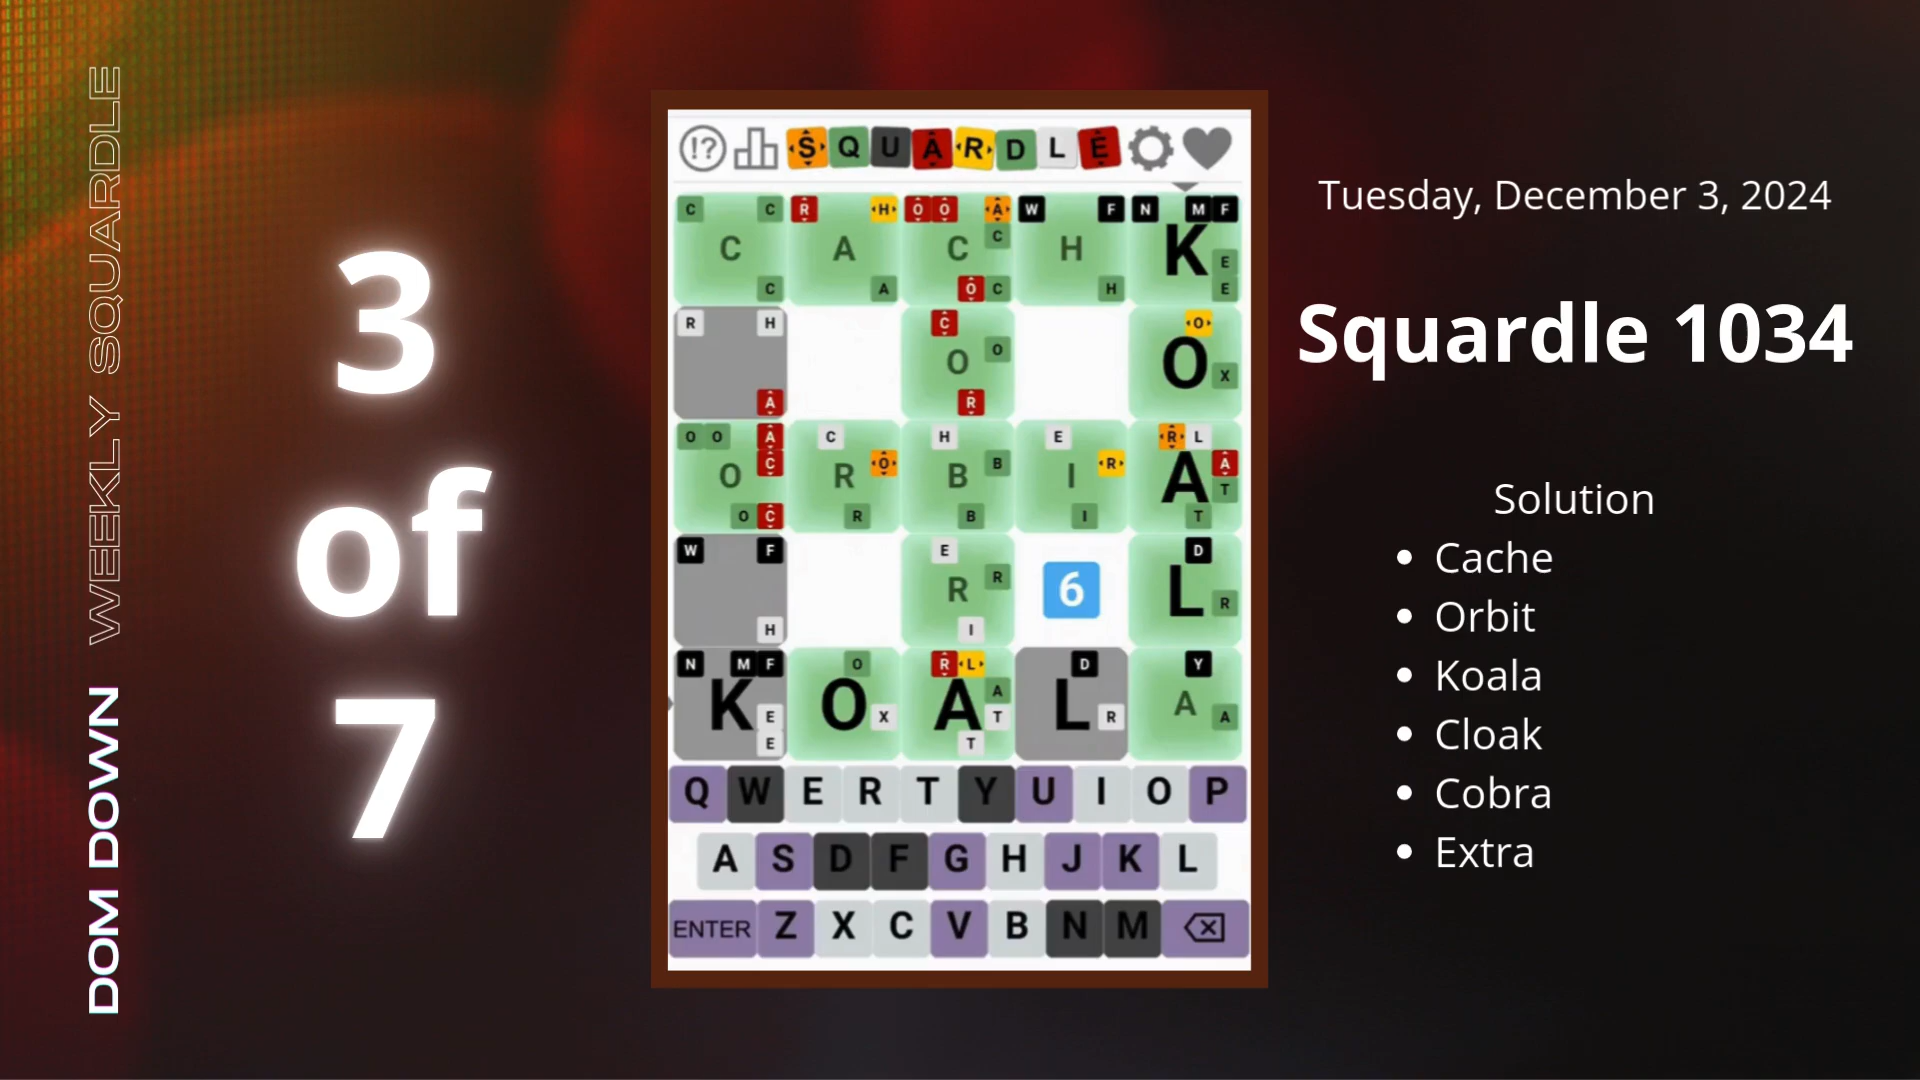 DOM DOWN WEEKLY SQUARDLE
3
of
7
!? S Q U A R D L E
C C R H O O A W F N M F
C A C C H K E
C A O C H E
R H C O
O O O X
A R
O O A C H E R L
C O B R A
O R B I A T
O C R B I T
W F E D
R R 6 L R
H I
N M F O R L D Y
K O A A L A
E X T R A
E T
Q W E R T Y U I O P
A S D F G H J K L
ENTER Z X C V B N M
Tuesday, December 3, 2024
Squardle 1034
Solution
• Cache
• Orbit
• Koala
• Cloak
• Cobra
• Extra